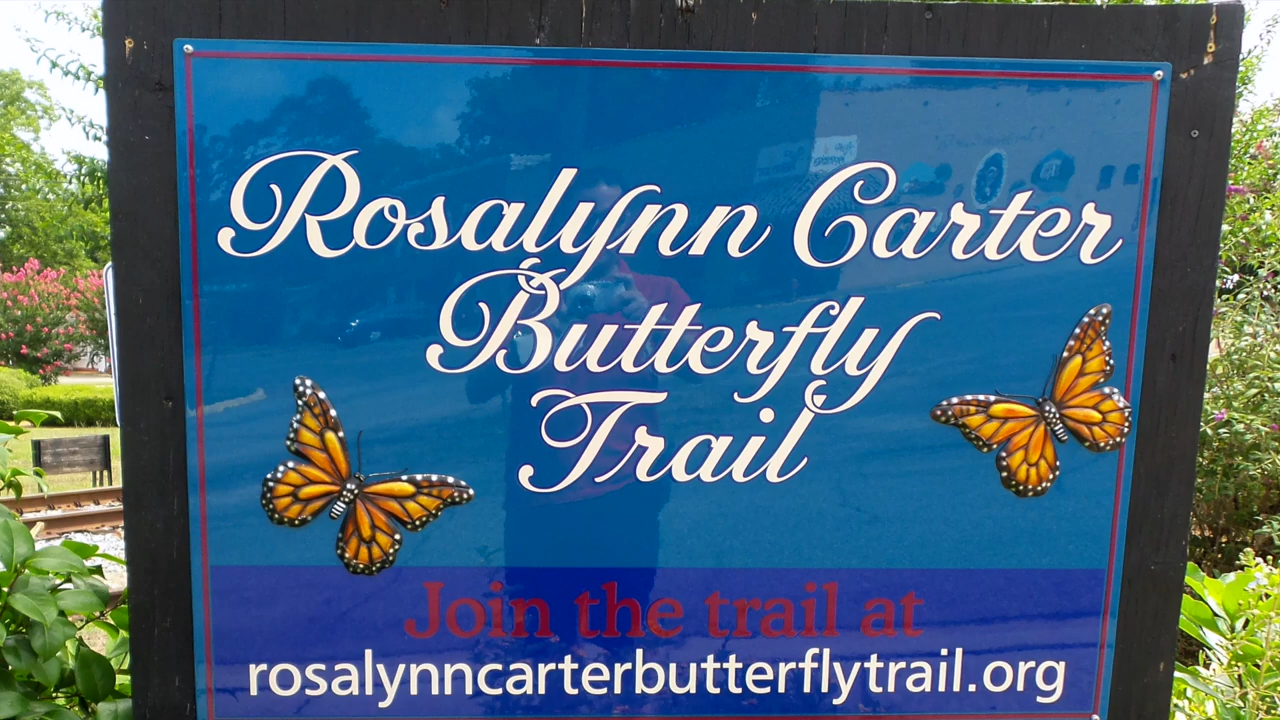 Rosalynn Carter
Butterfly
Trail
Join the trail at
rosalynncarterbutterflytrail.org